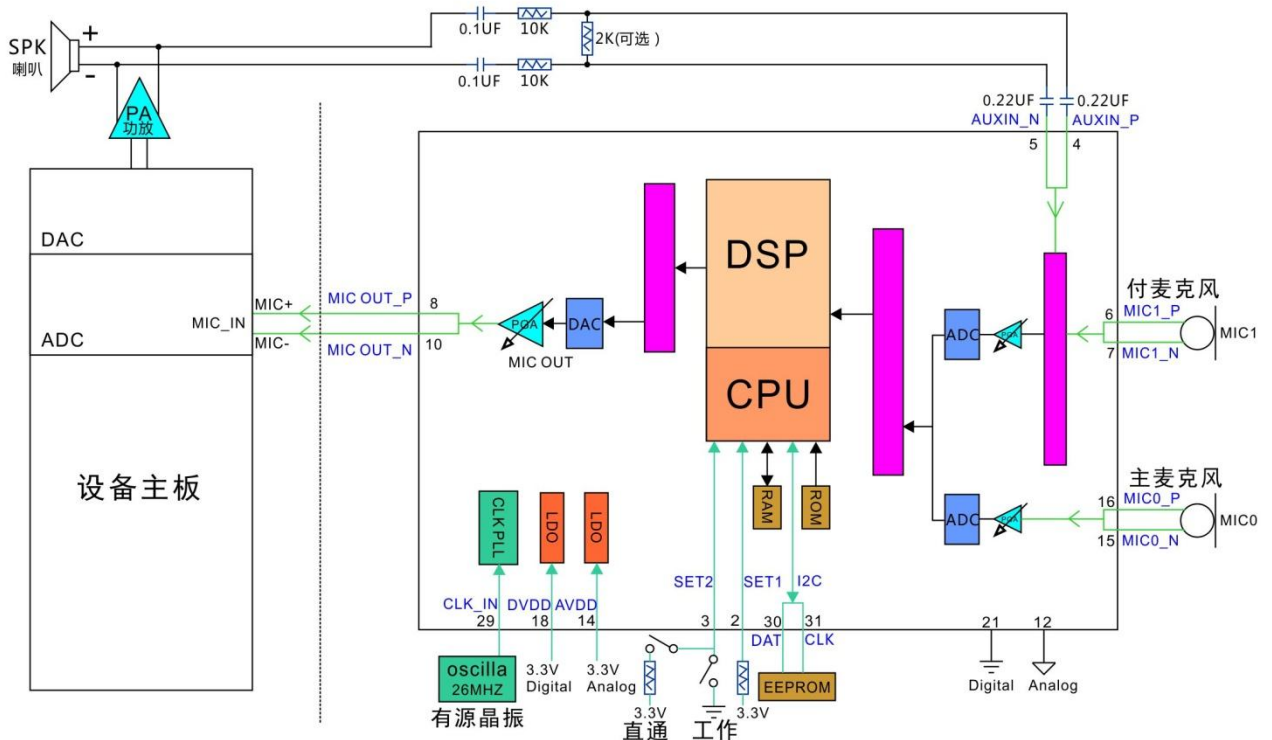 SPK
喇叭
+
-
0.1UF
10K
2K(可选)
0.1UF
10K
0.22UF
0.22UF
AUXIN_N
AUXIN_P
5
4
PA
功放
DAC
ADC
MIC_IN
MIC+
MIC-
设备主板
MIC OUT_P
8
MIC OUT_N
10
PGA
MIC OUT
DAC
DSP
CPU
RAM
ROM
ADC
PGA
付麦克风
6
MIC1_P
7
MIC1_N
MIC1
ADC
PGA
主麦克风
16
MIC0_P
15
MIC0_N
MIC0
CLK PLL
LDO
LDO
CLK_IN
DVDD
AVDD
29
18
14
SET2
SET1
I2C
3
2
30
31
DAT
CLK
21
12
oscilla
26MHZ
有源晶振
3.3V
Digital
3.3V
Analog
3.3V
直通
工作
3.3V
EEPROM
Digital
Analog